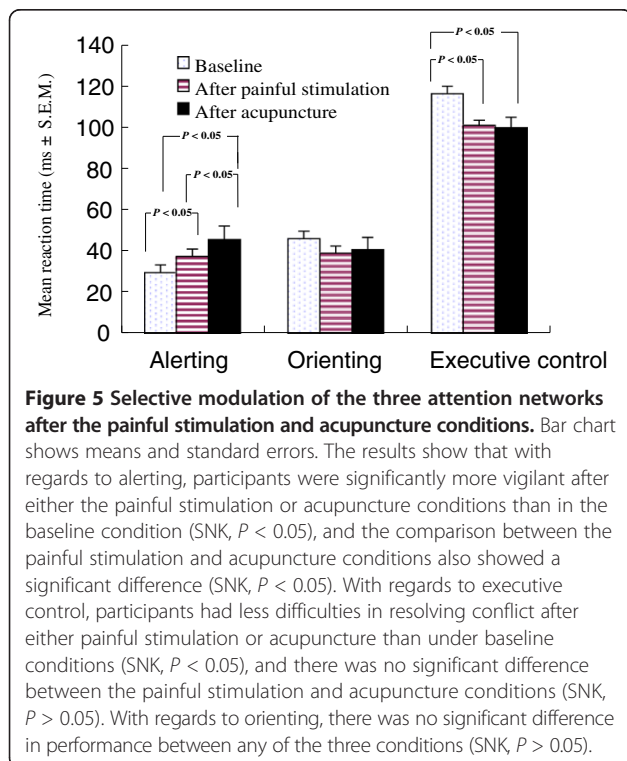 140
120
100
80
60
40
20
0
Mean reaction time (ms ± S.E.M.)
Baseline
After painful stimulation
After acupuncture
P < 0.05
P < 0.05
P < 0.05
P < 0.05
P < 0.05
Alerting
Orienting
Executive control
Figure 5 Selective modulation of the three attention networks
after the painful stimulation and acupuncture conditions. Bar chart
shows means and standard errors. The results show that with
regards to alerting, participants were significantly more vigilant after
either the painful stimulation or acupuncture conditions than in the
baseline condition (SNK, P < 0.05), and the comparison between the
painful stimulation and acupuncture conditions also showed a
significant difference (SNK, P < 0.05). With regards to executive
control, participants had less difficulties in resolving conflict after
either painful stimulation or acupuncture than under baseline
conditions (SNK, P < 0.05), and there was no significant difference
between the painful stimulation and acupuncture conditions (SNK,
P > 0.05). With regards to orienting, there was no significant difference
in performance between any of the three conditions (SNK, P > 0.05).